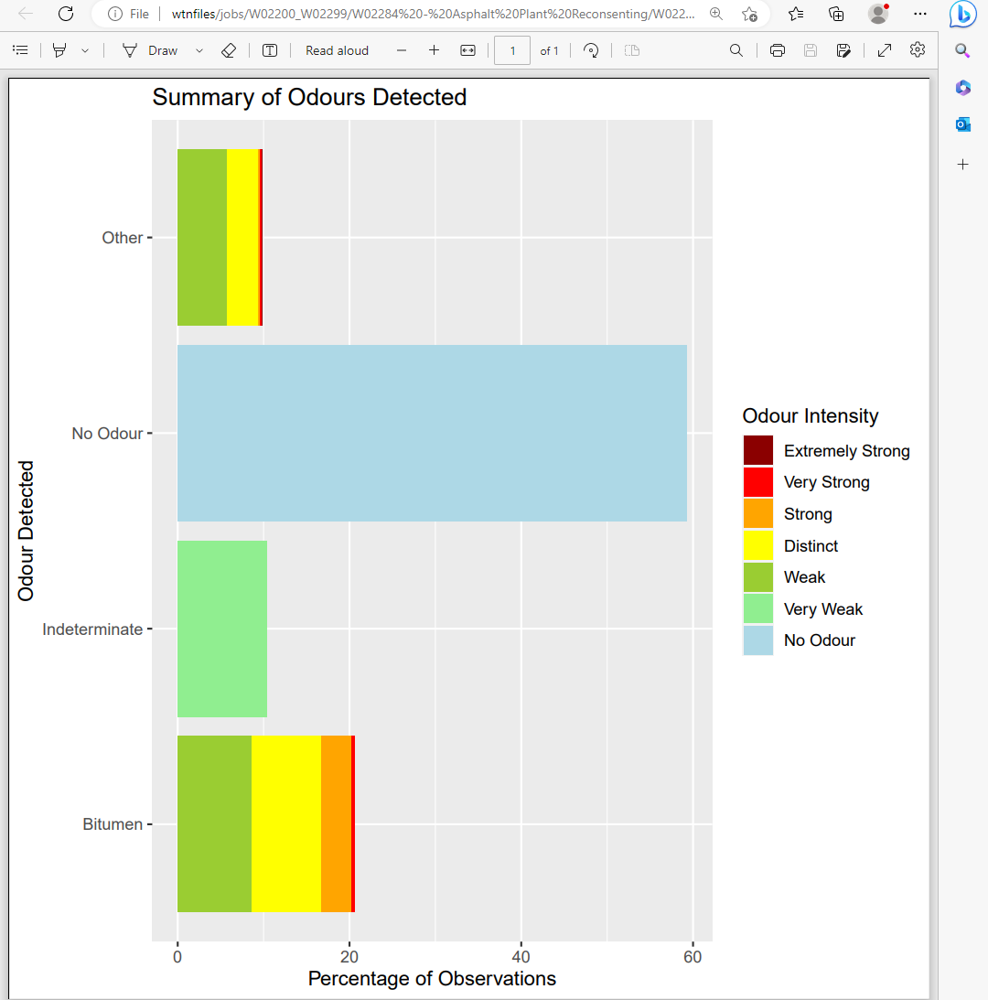 File wtnfiles/jobs/W02200_W02299/W02284%20-%20Asphalt%20Plant%20Reconsenting/W022...
Draw T Read aloud 1 of 1
Summary of Odours Detected
Other
No Odour
Indeterminate
Bitumen
Odour Detected
0 20 40 60
Percentage of Observations
Odour Intensity
Extremely Strong
Very Strong
Strong
Distinct
Weak
Very Weak
No Odour